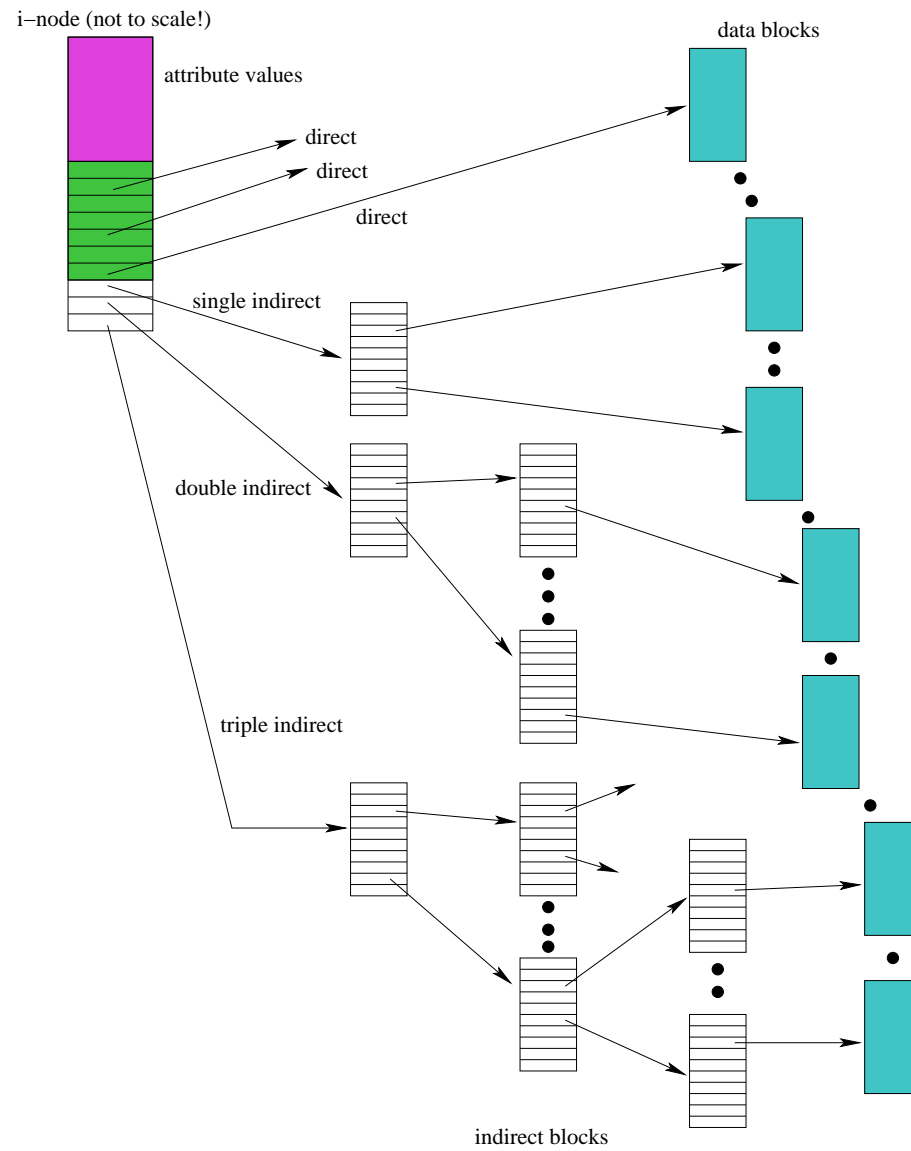 i−node (not to scale!)
data blocks
attribute values
direct
direct
direct
single indirect
double indirect
triple indirect
indirect blocks